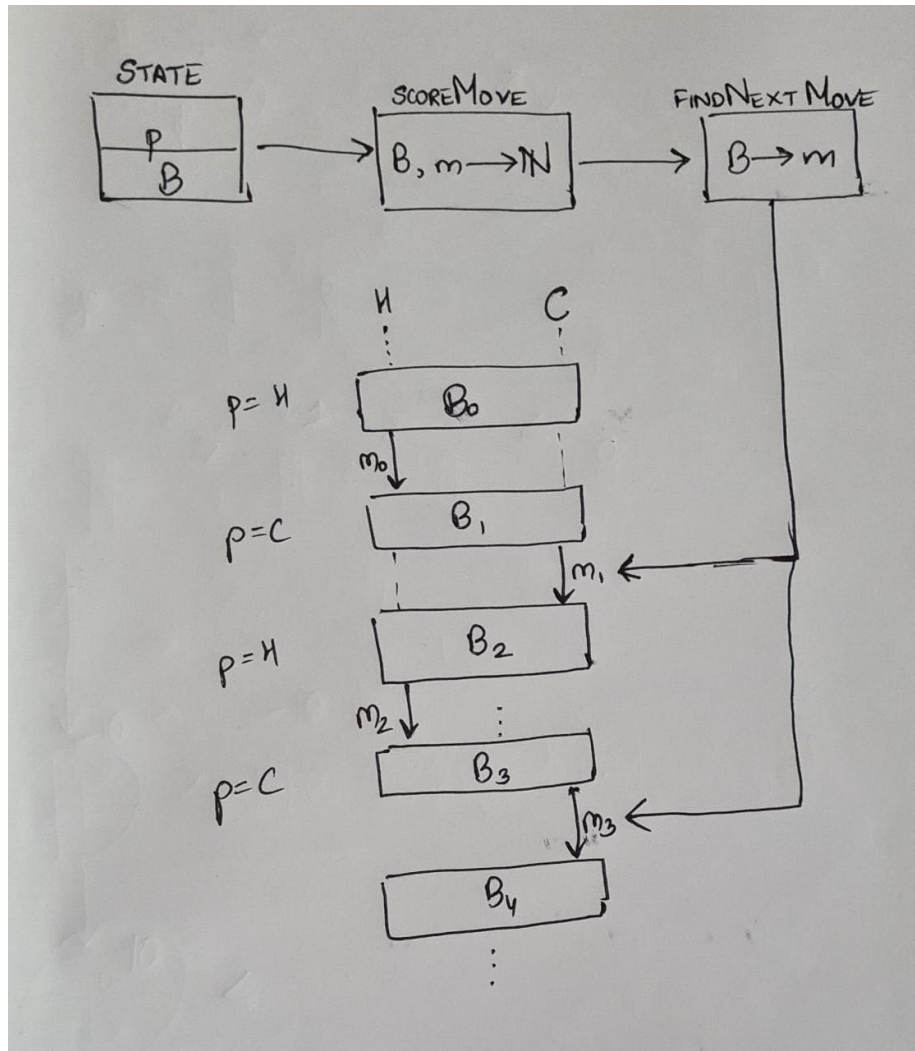 STATE
SCOREMOVE
FINDNEXTMOVE
P
B
B, m → ℕ
B → m
H
C
P = H
B₀
m₀
P = C
B₁
m₁
P = H
B₂
m₂
P = C
B₃
m₃
B₄